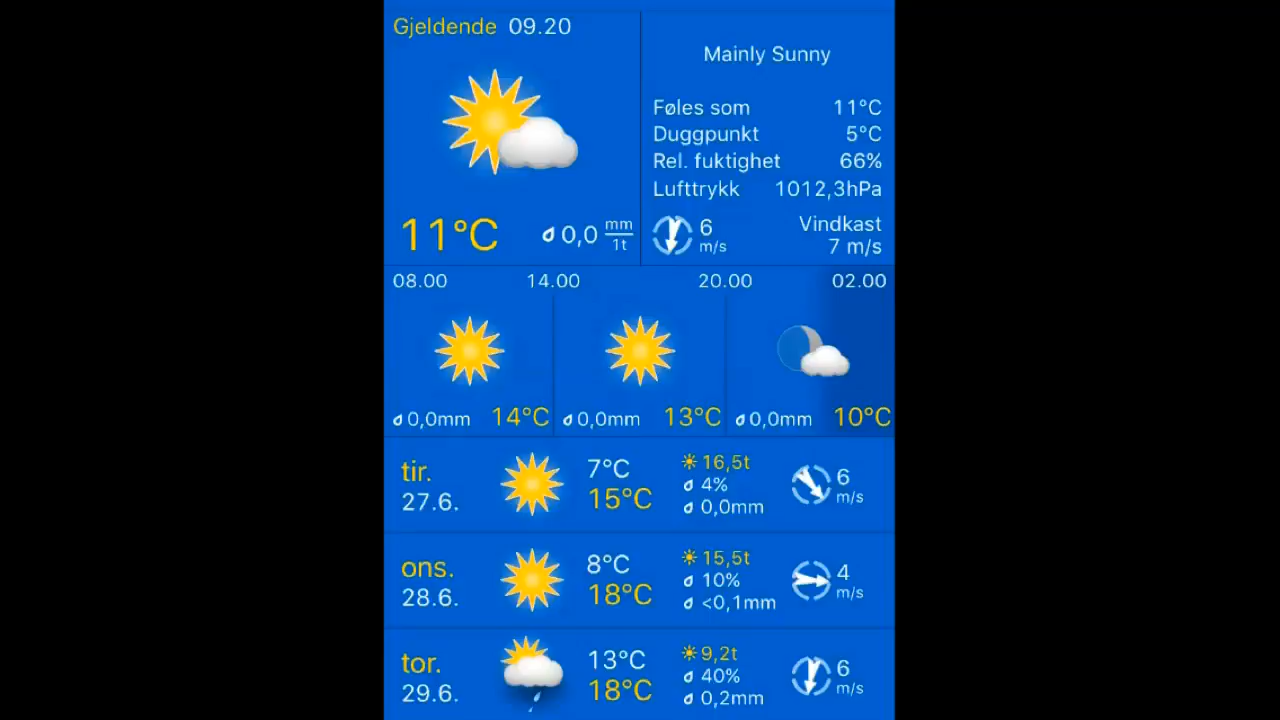 Gjeldende 09.20
Mainly Sunny
Føles som 11°C
Duggpunkt 5°C
Rel. fuktighet 66%
Lufttrykk 1012,3hPa
11°C 0,0 mm/1t
6 m/s
Vindkast
7 m/s
08.00 14.00 20.00 02.00
0,0mm 14°C 0,0mm 13°C 0,0mm 10°C
tir.
27.6.
7°C
15°C
16,5t
4%
0,0mm
6
m/s
ons.
28.6.
8°C
18°C
15,5t
10%
<0,1mm
4
m/s
tor.
29.6.
13°C
18°C
9,2t
40%
0,2mm
6
m/s